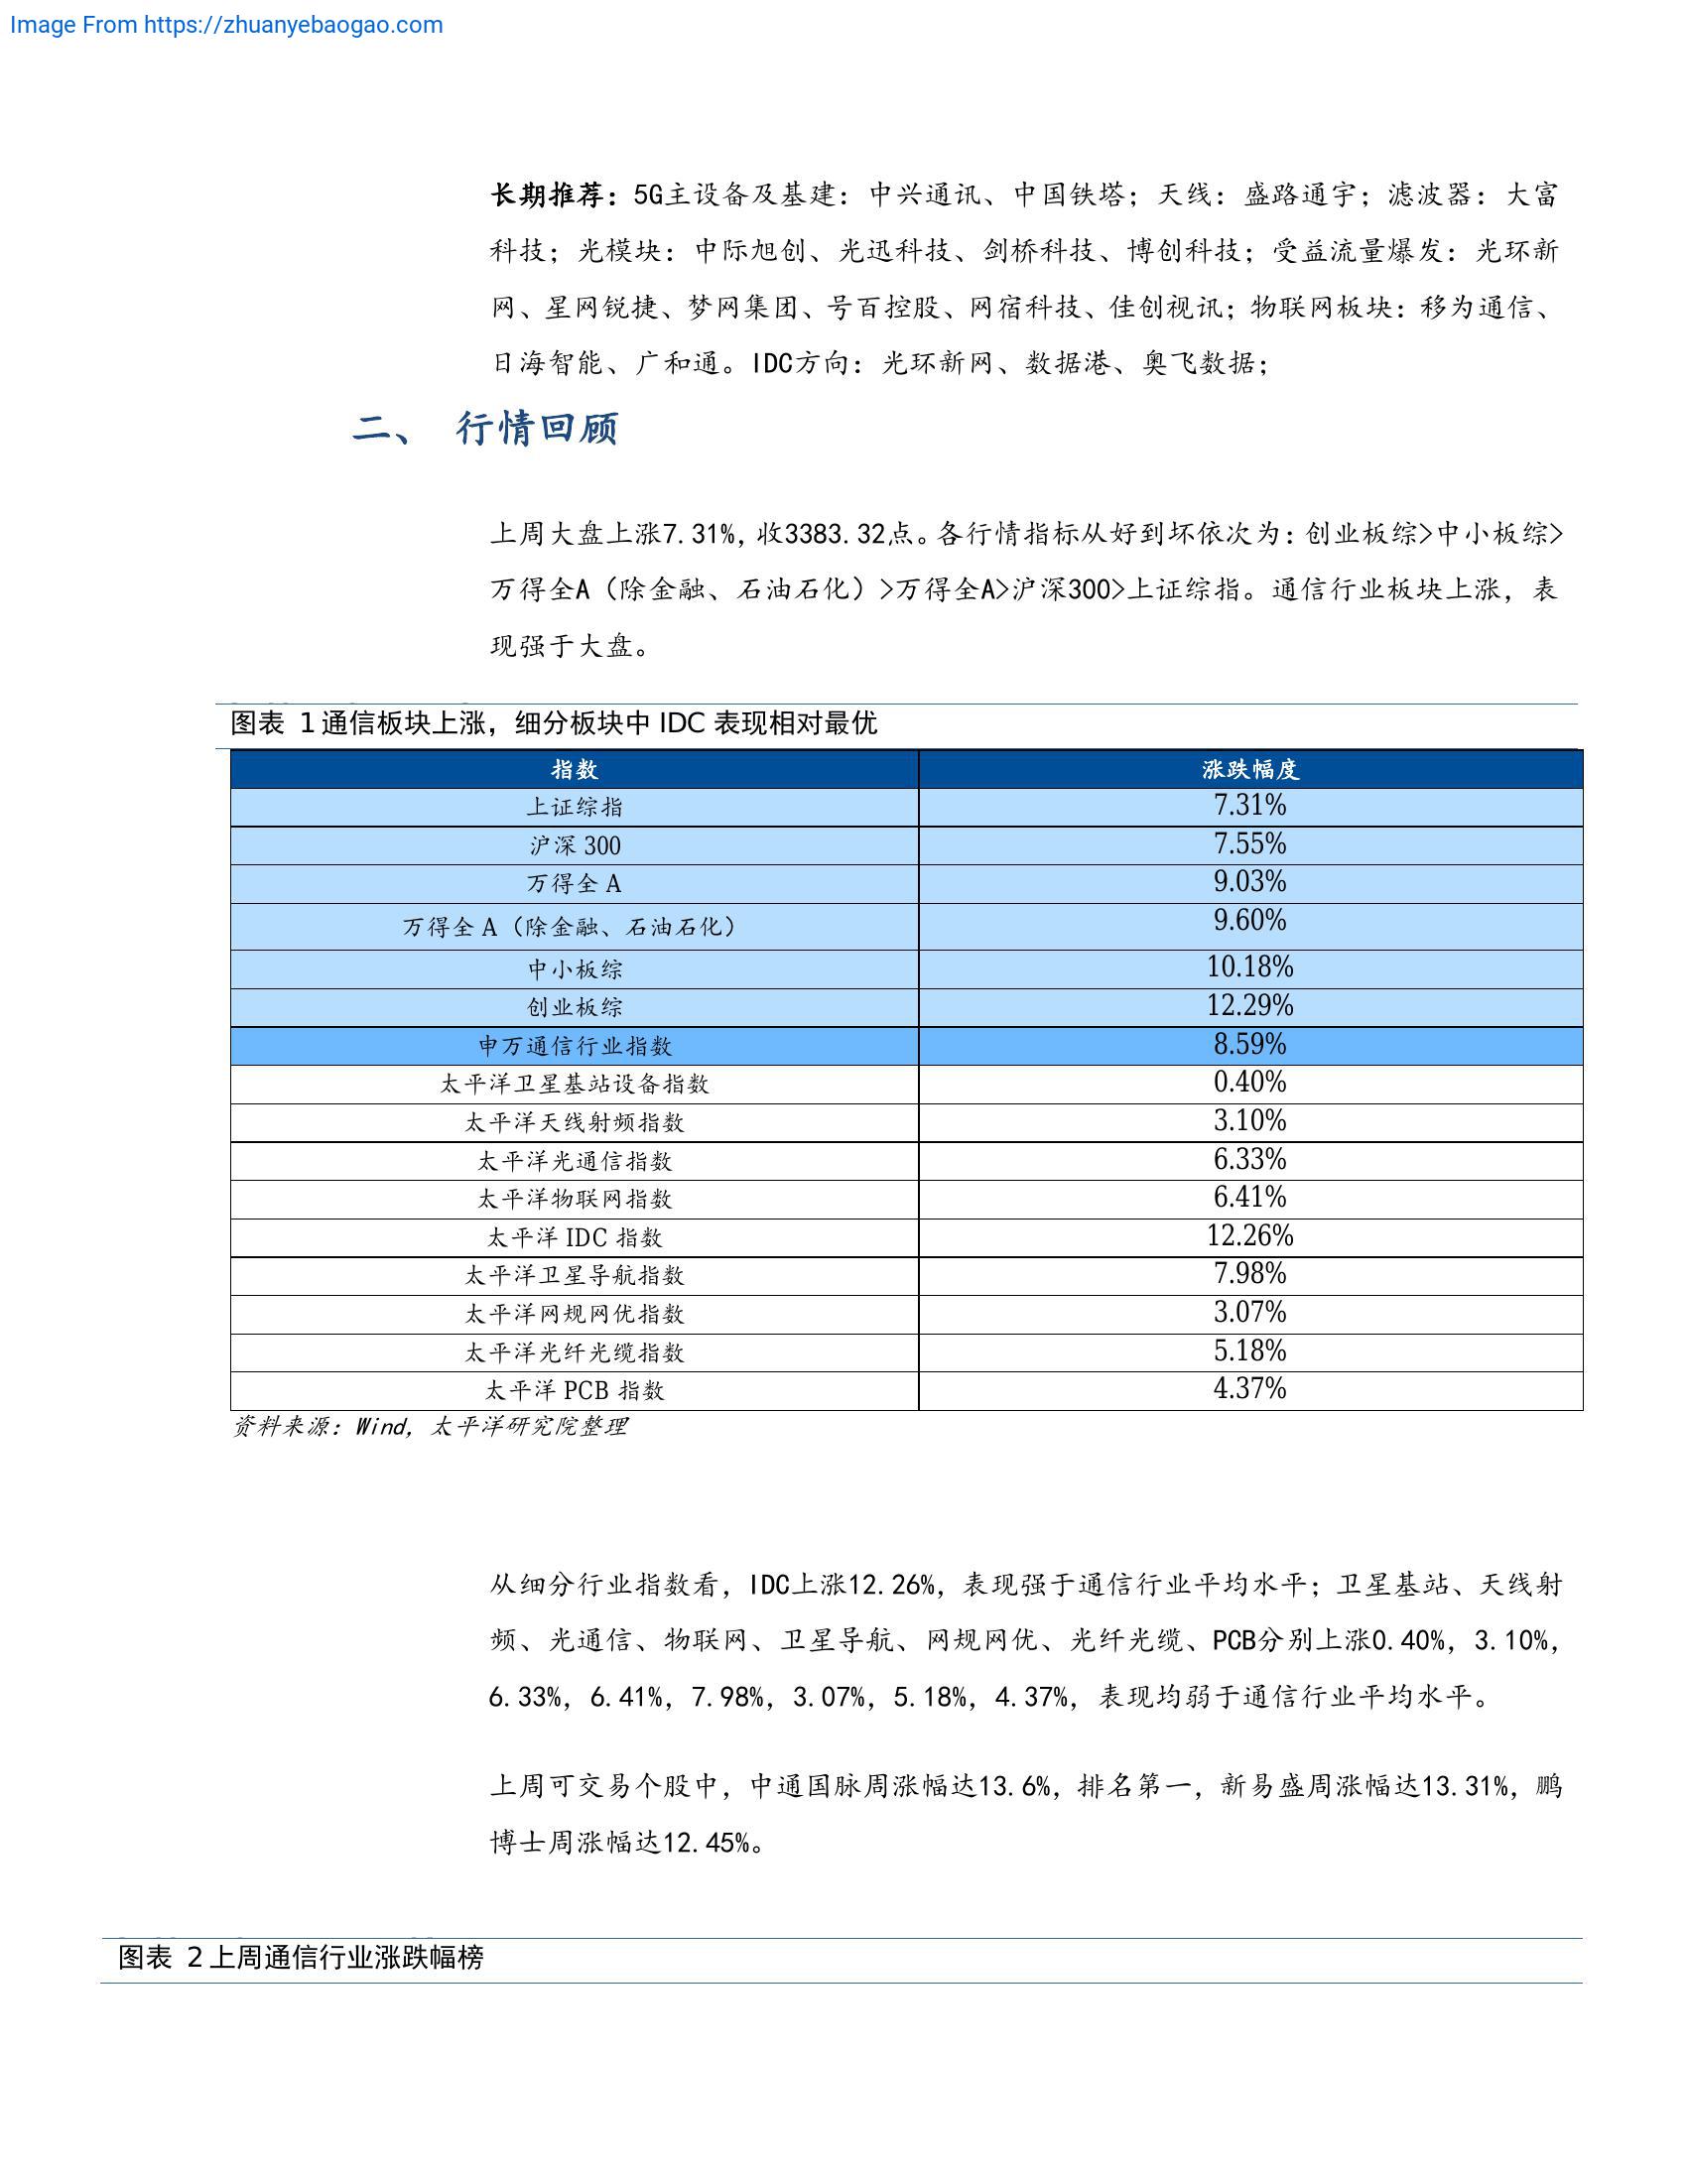 Image From https://zhuanyebaogao.com
长期推荐：5G主设备及基建：中兴通讯、中国铁塔；天线：盛路通宇；滤波器：大富
科技；光模块：中际旭创、光迅科技、剑桥科技、博创科技；受益流量爆发：光环新
网、星网锐捷、梦网集团、号百控股、网宿科技、佳创视讯；物联网板块：移为通信、
日海智能、广和通。IDC方向：光环新网、数据港、奥飞数据；
二、 行情回顾
上周大盘上涨7.31%，收3383.32点。各行情指标从好到坏依次为：创业板综>中小板综>
万得全A（除金融、石油石化）>万得全A>沪深300>上证综指。通信行业板块上涨，表
现强于大盘。
图表 1 通信板块上涨，细分板块中 IDC 表现相对最优
指数 涨跌幅度
上证综指 7.31%
沪深 300 7.55%
万得全 A 9.03%
万得全 A（除金融、石油石化） 9.60%
中小板综 10.18%
创业板综 12.29%
申万通信行业指数 8.59%
太平洋卫星基站设备指数 0.40%
太平洋天线射频指数 3.10%
太平洋光通信指数 6.33%
太平洋物联网指数 6.41%
太平洋 IDC 指数 12.26%
太平洋卫星导航指数 7.98%
太平洋网规网优指数 3.07%
太平洋光纤光缆指数 5.18%
太平洋 PCB 指数 4.37%
资料来源：Wind，太平洋研究院整理
从细分行业指数看，IDC上涨12.26%，表现强于通信行业平均水平；卫星基站、天线射
频、光通信、物联网、卫星导航、网规网优、光纤光缆、PCB分别上涨0.40%，3.10%，
6.33%，6.41%，7.98%，3.07%，5.18%，4.37%，表现均弱于通信行业平均水平。
上周可交易个股中，中通国脉周涨幅达13.6%，排名第一，新易盛周涨幅达13.31%，鹏
博士周涨幅达12.45%。
图表 2 上周通信行业涨跌幅榜